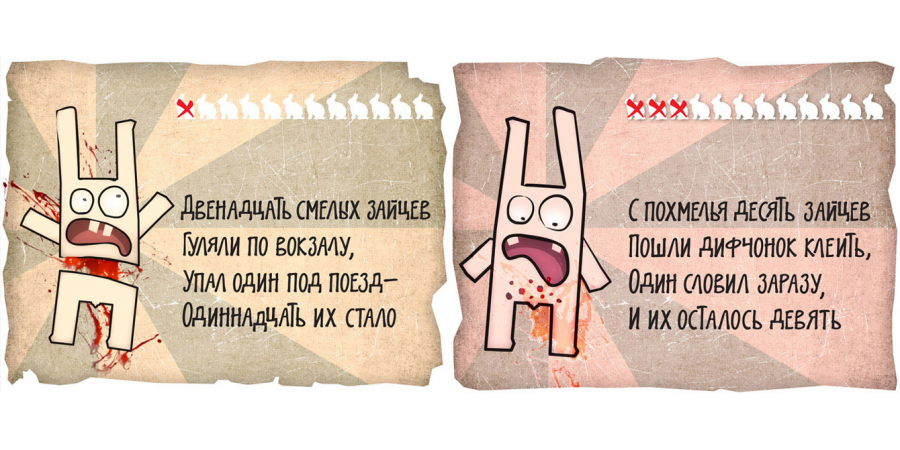 Двенадцать смелых зайцев
Гуляли по вокзалу,
Упал один под поезд–
Одиннадцать их стало
С похмелья десять зайцев
Пошли дифчонок клеить,
Один словил заразу,
И их осталось девять